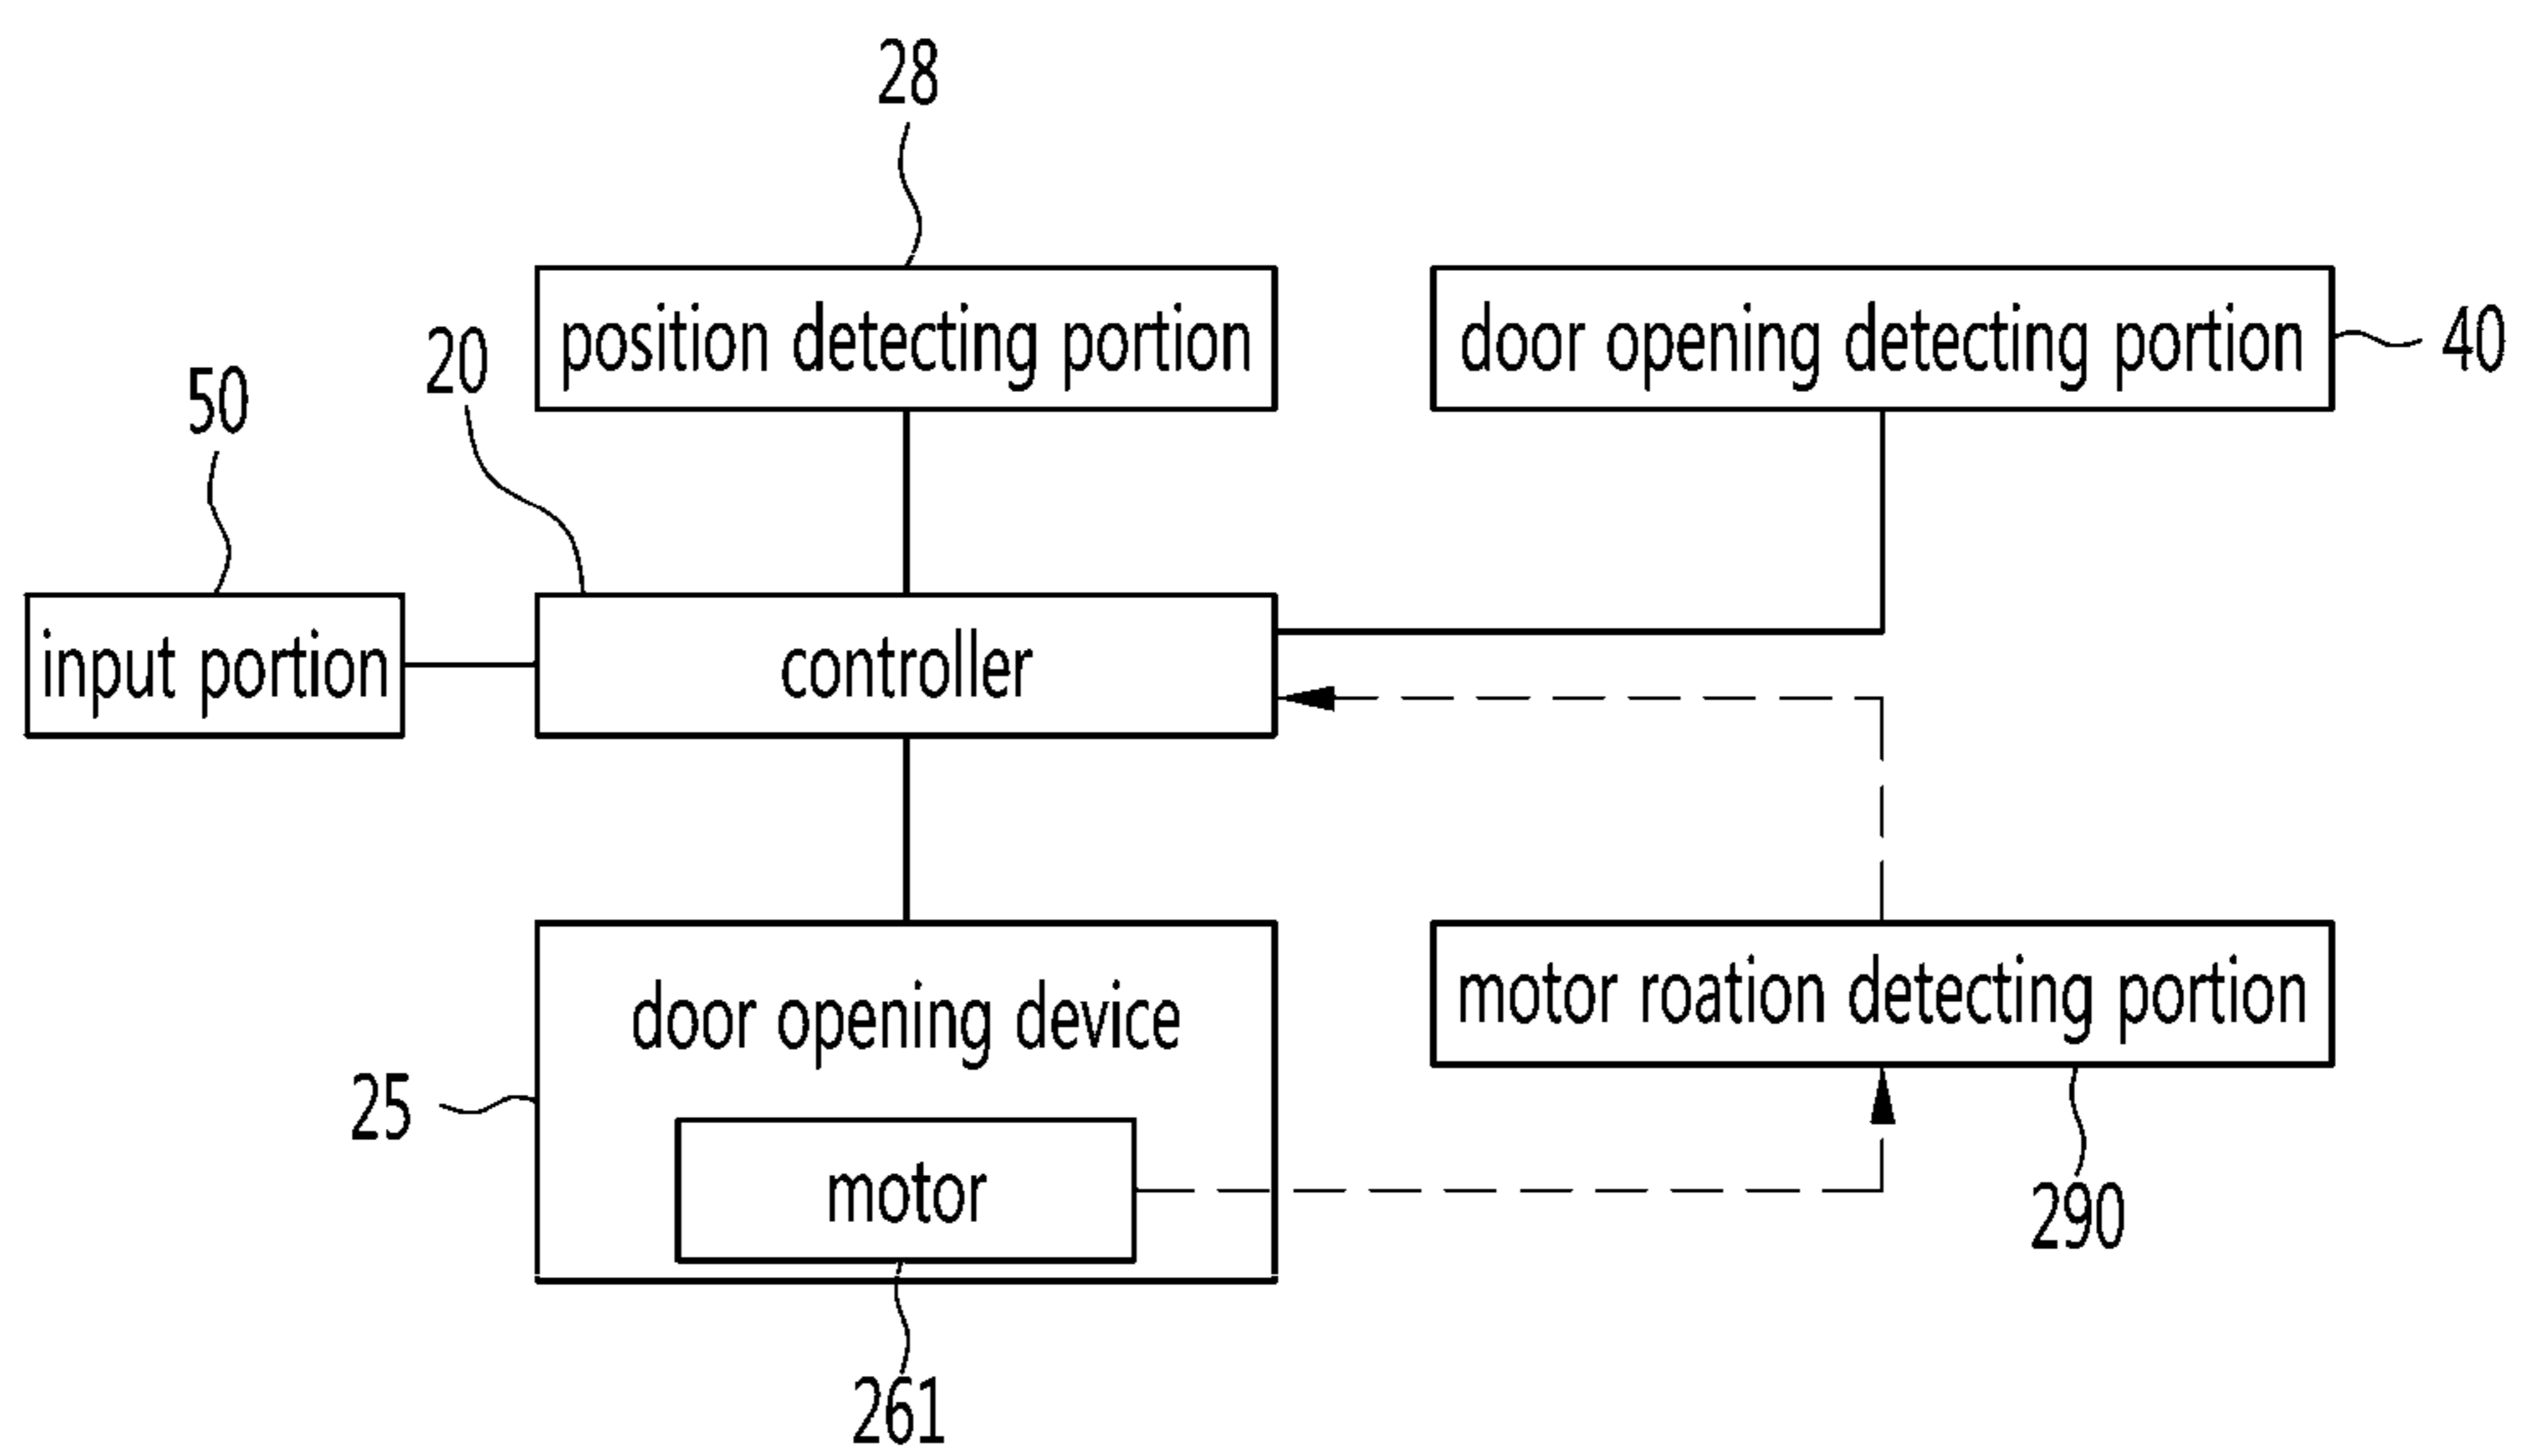 28
position detecting portion
door opening detecting portion
40
20
50
input portion
controller
door opening device
motor roation detecting portion
25
motor
290
261